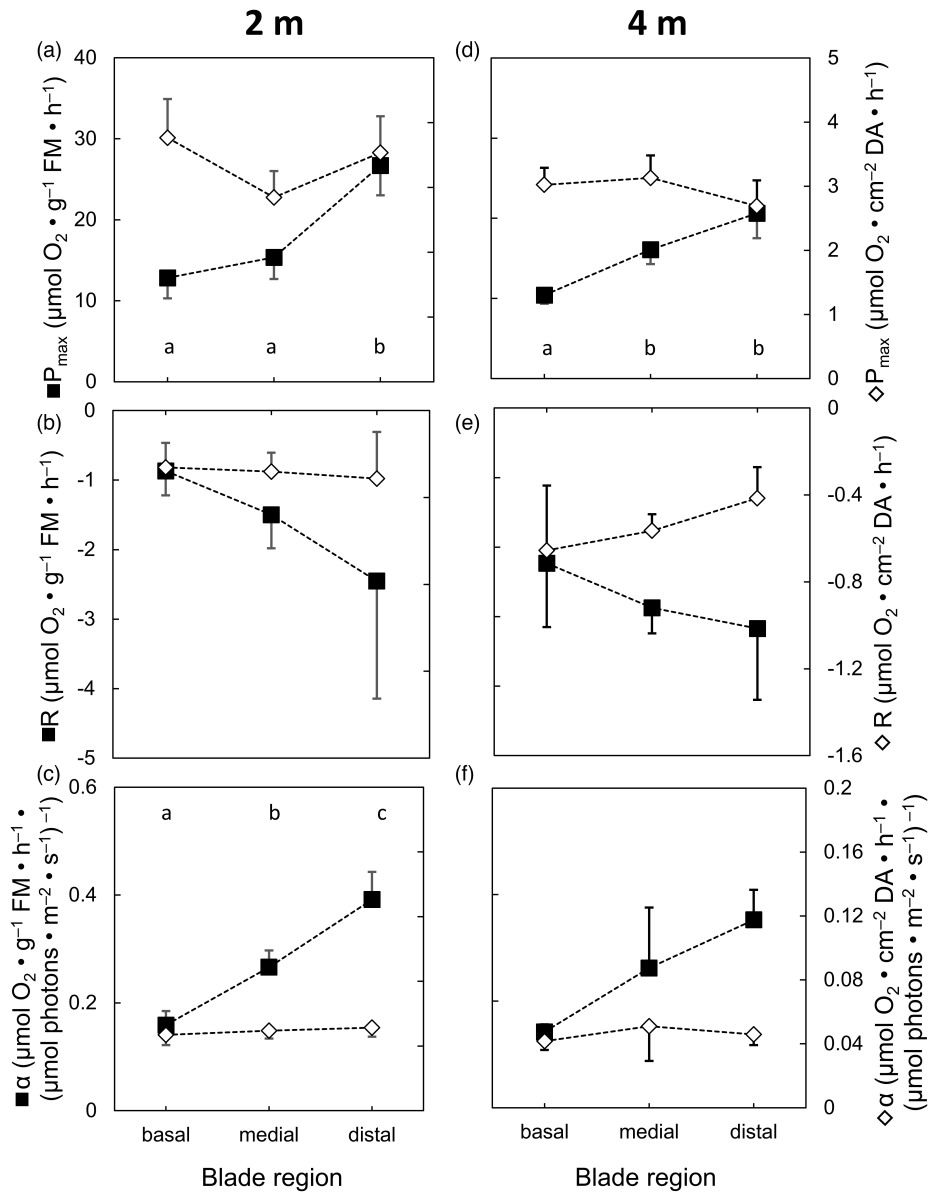 2 m
4 m
(a)
■P_max (µmol O₂ • g⁻¹ FM • h⁻¹)
40
30
20
10
0
a a b
(d)
5
4
3
2
1
0
◇P_max (µmol O₂ • cm⁻² DA • h⁻¹)
a b b
(b)
■R (µmol O₂ • g⁻¹ FM • h⁻¹)
0
-1
-2
-3
-4
-5
(e)
0
-0.4
-0.8
-1.2
-1.6
◇ R (µmol O₂ • cm⁻² DA • h⁻¹)
(c)
■α (µmol O₂ • g⁻¹ FM • h⁻¹ •
(µmol photons • m⁻² • s⁻¹) ⁻¹)
0.6
0.4
0.2
0
a b c
basal medial distal
Blade region
(f)
0.2
0.16
0.12
0.08
0.04
0
◇α (µmol O₂ • cm⁻² DA • h⁻¹ •
(µmol photons • m⁻² • s⁻¹) ⁻¹)
basal medial distal
Blade region